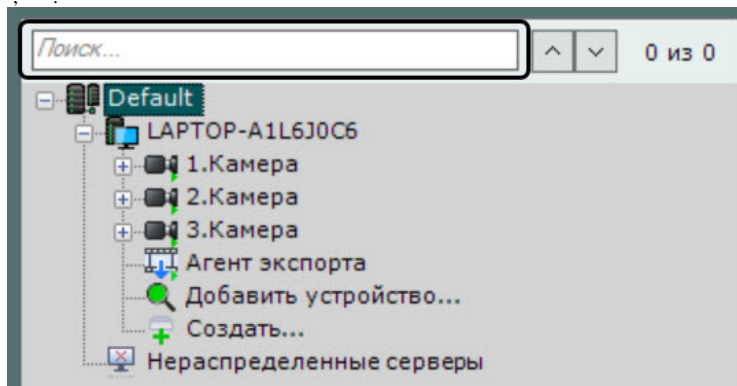 Поиск...
0 из 0
Default
LAPTOP-A1L6J0C6
1.Камера
2.Камера
3.Камера
Агент экспорта
Добавить устройство...
Создать...
Нераспределенные серверы